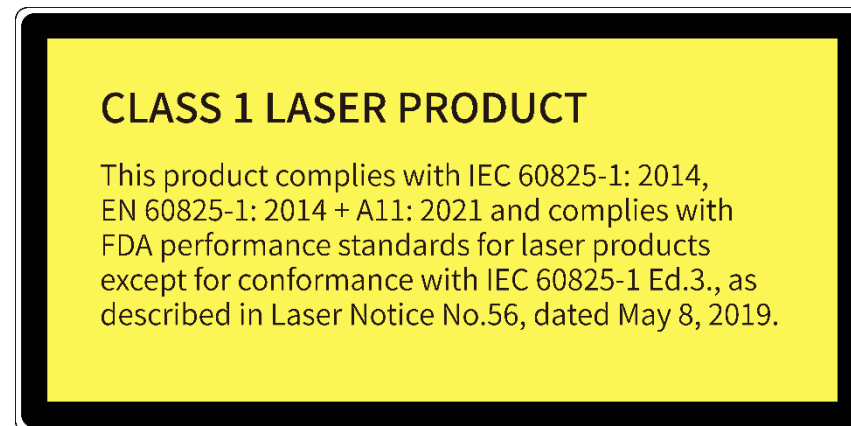 CLASS 1 LASER PRODUCT
This product complies with IEC 60825-1: 2014,
EN 60825-1: 2014 + A11: 2021 and complies with
FDA performance standards for laser products
except for conformance with IEC 60825-1 Ed.3., as
described in Laser Notice No.56, dated May 8, 2019.